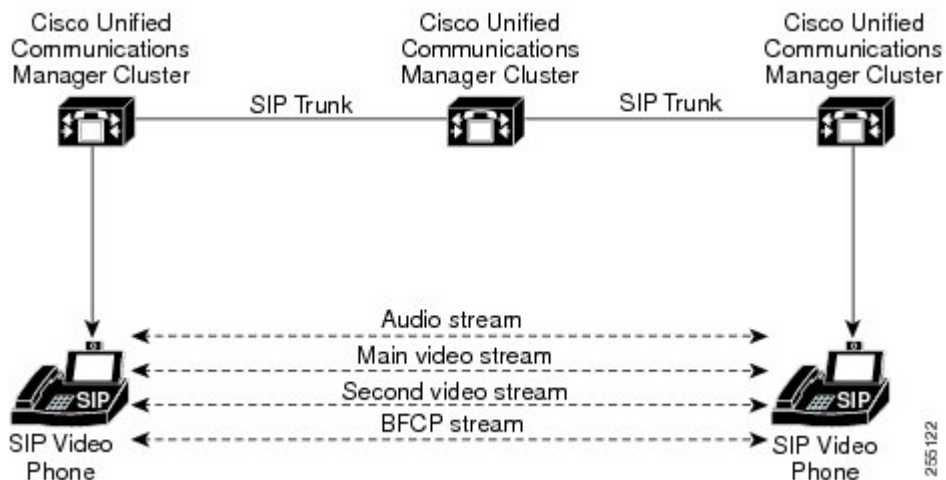 Cisco Unified
Communications
Manager Cluster
Cisco Unified
Communications
Manager Cluster
Cisco Unified
Communications
Manager Cluster
SIP Trunk
SIP Trunk
Audio stream
Main video stream
Second video stream
BFCP stream
SIP
SIP Video
Phone
SIP
SIP Video
Phone
255122